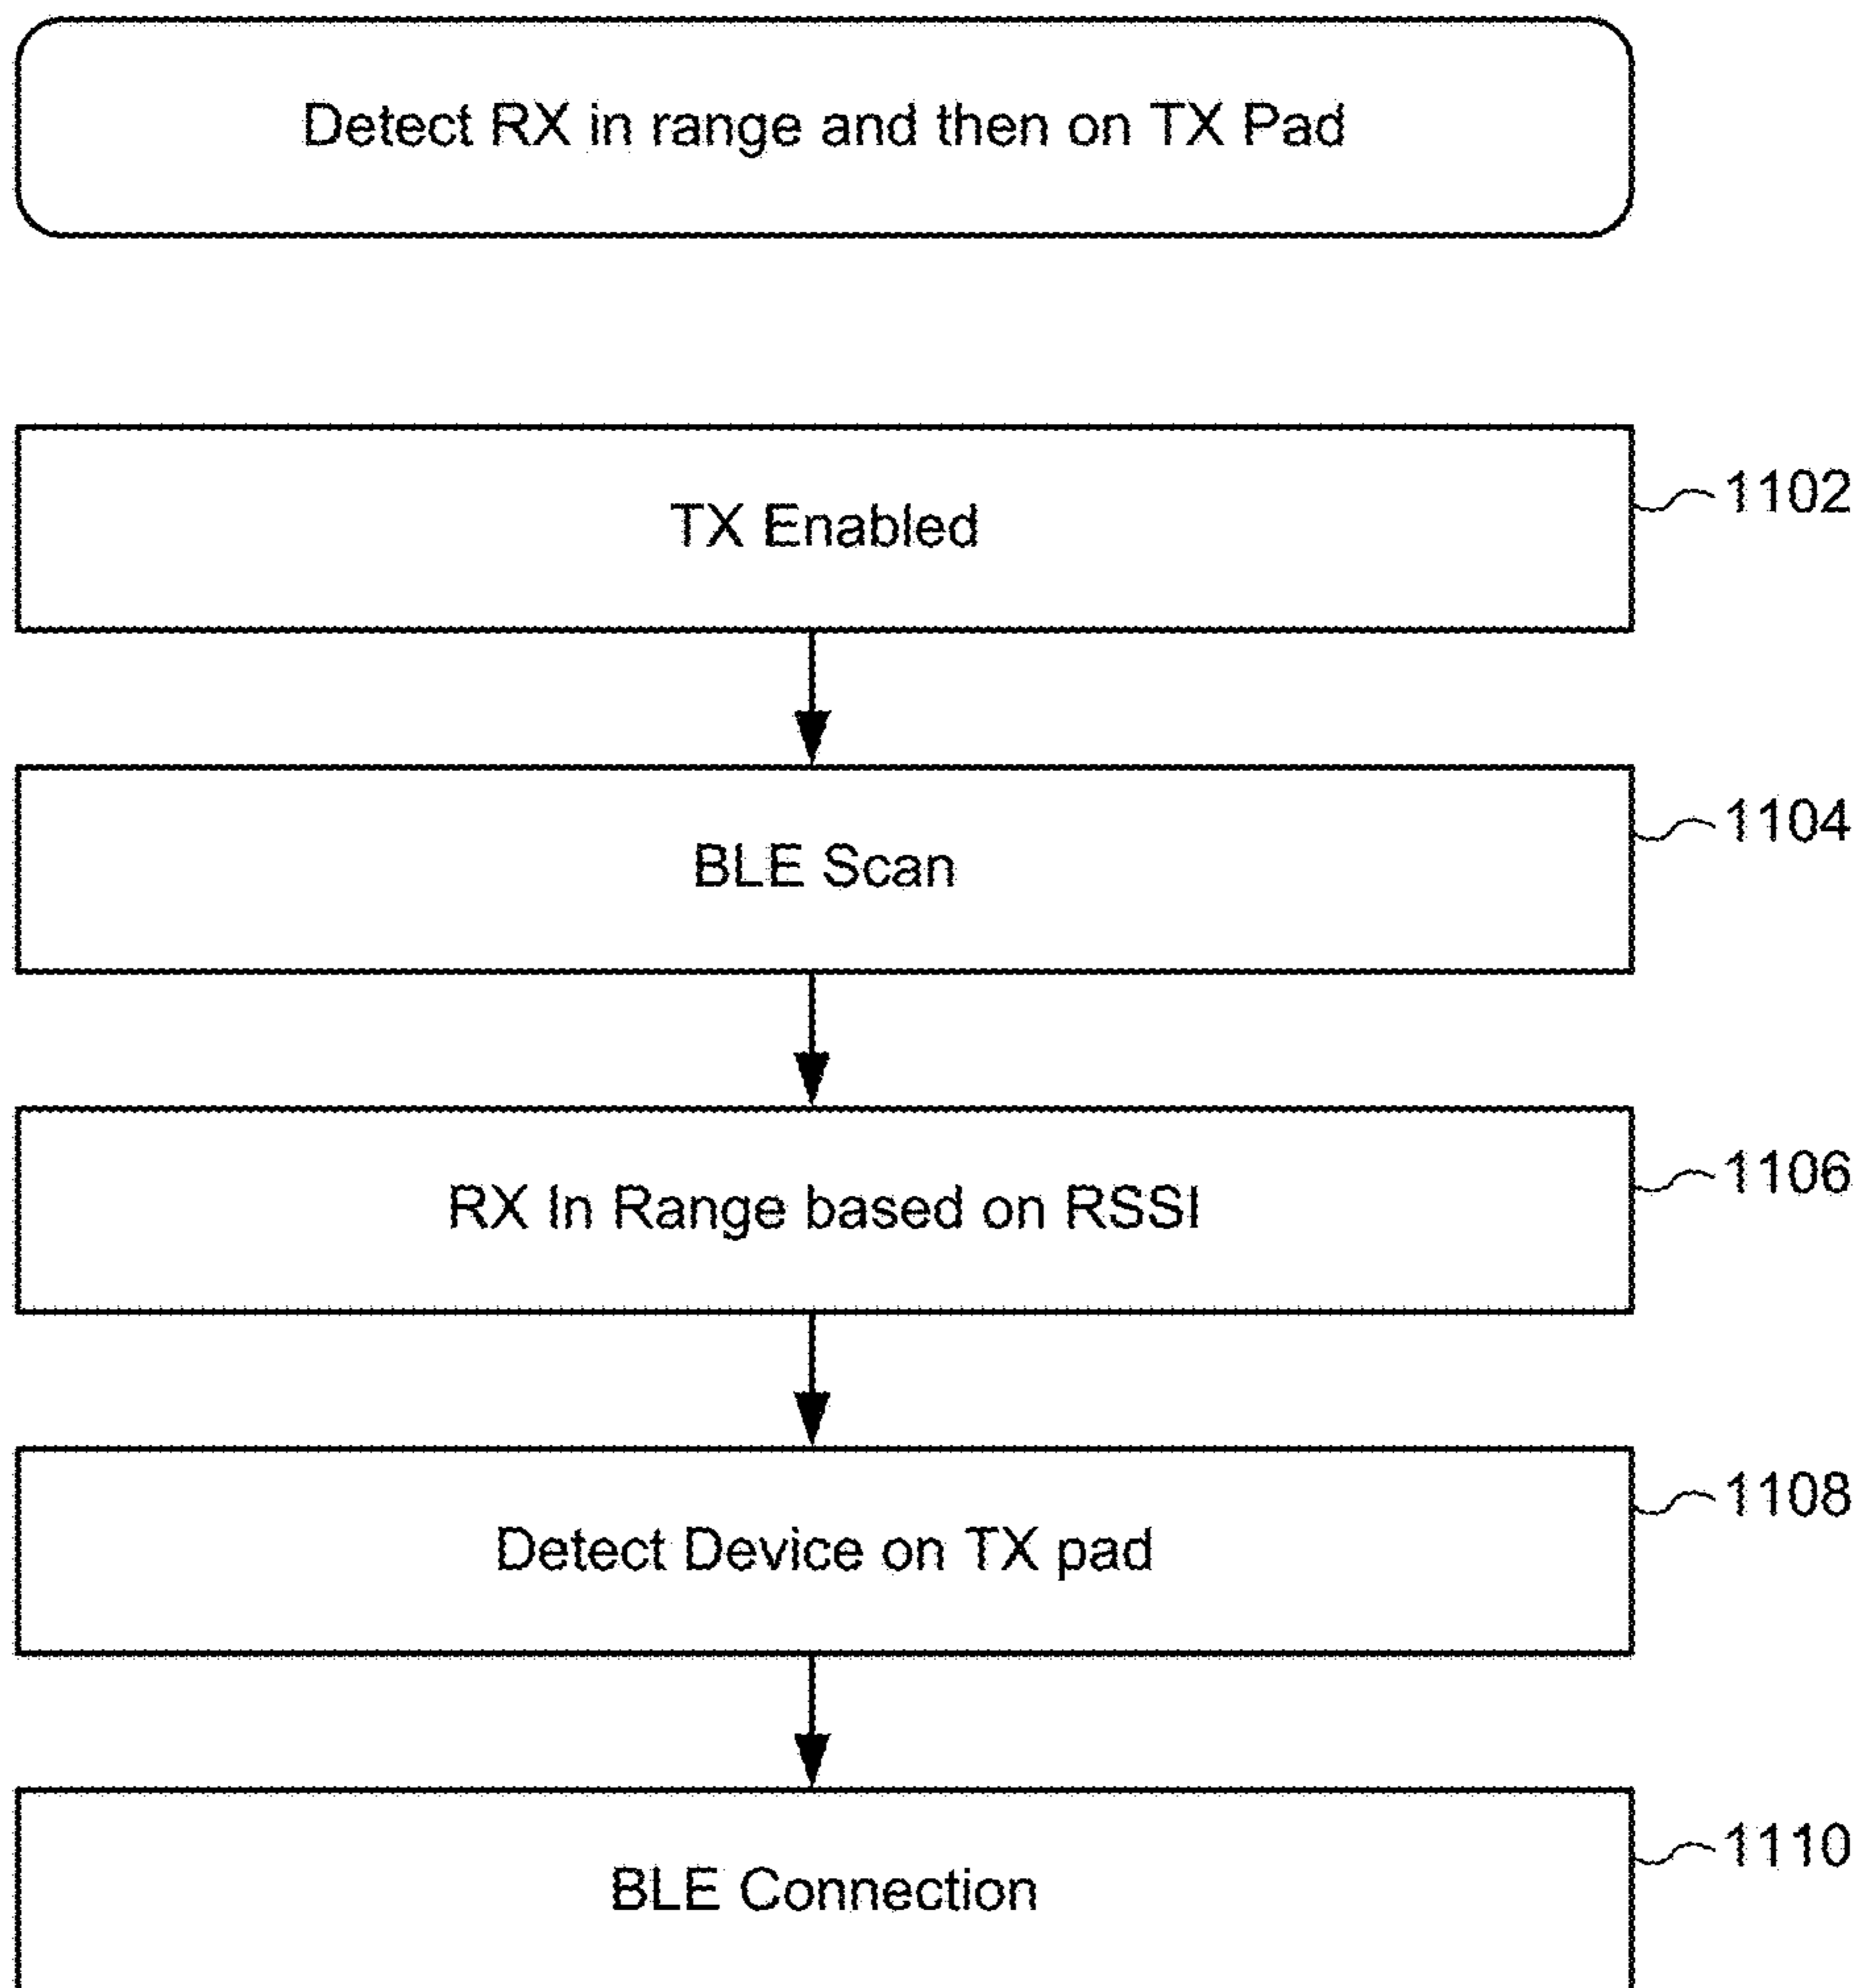 Detect RX in range and then on TX Pad
TX Enabled
1102
BLE Scan
1104
RX In Range based on RSSI
1106
Detect Device on TX pad
1108
BLE Connection
1110